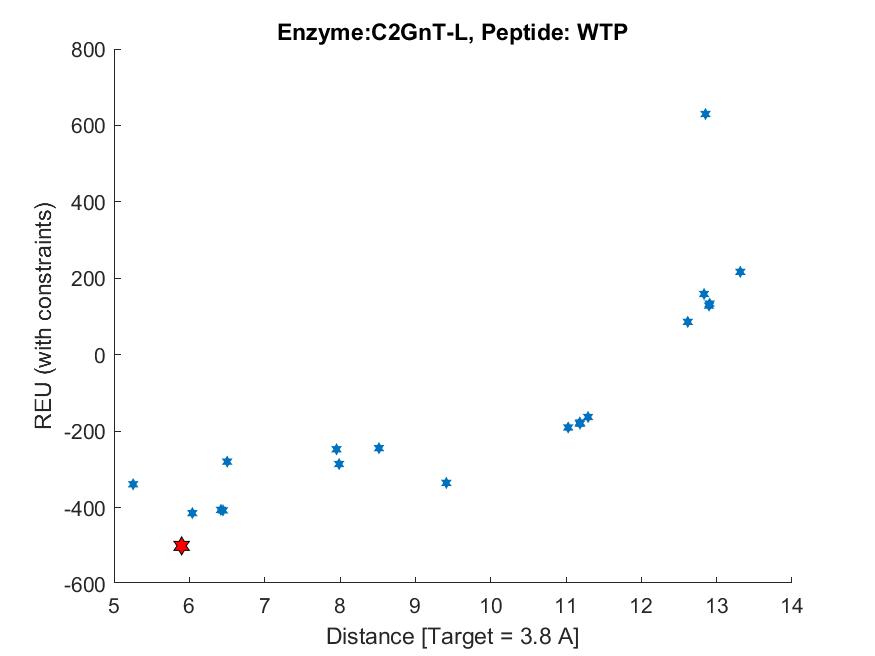 Enzyme:C2GnT-L, Peptide: WTP
800
600
400
200
0
-200
-400
-600
REU (with constraints)
5 6 7 8 9 10 11 12 13 14
Distance [Target = 3.8 A]